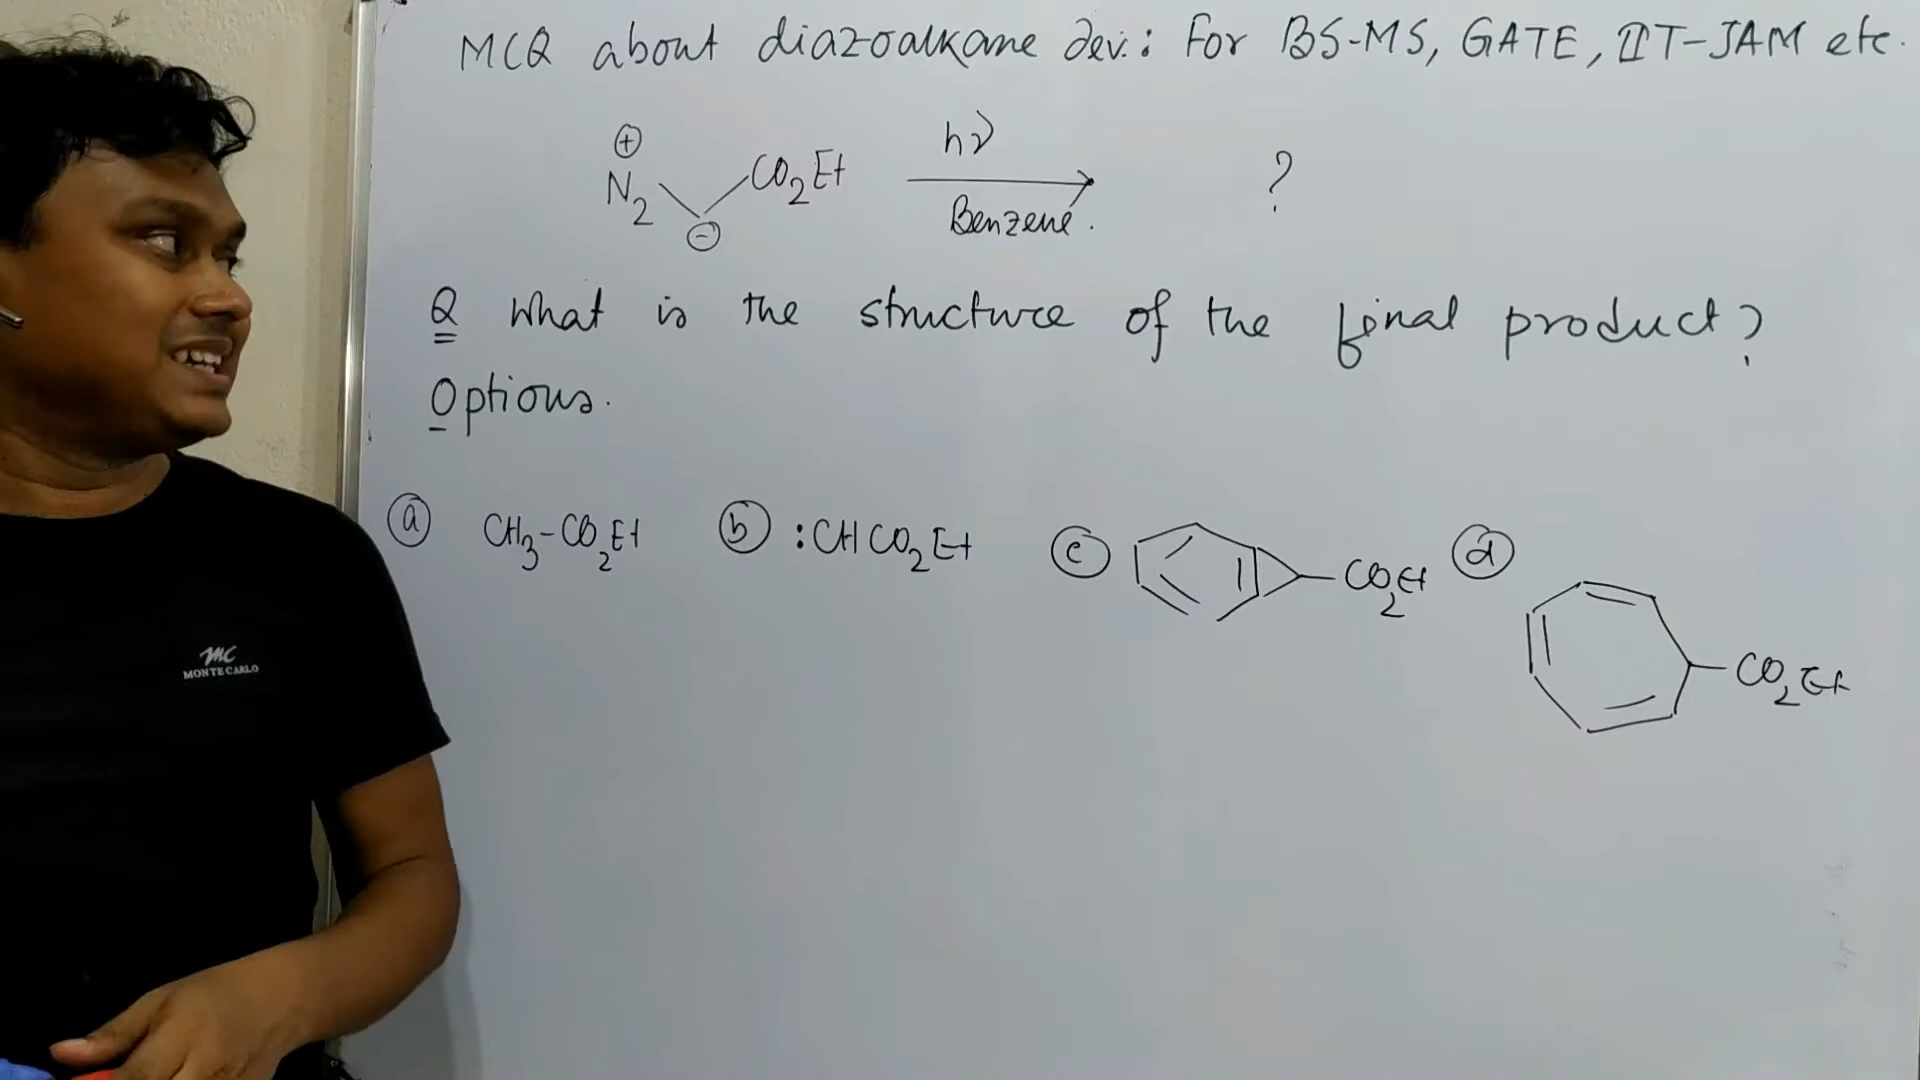 MCQ about diazoalkane dev.: For BS-MS, GATE, IIT-JAM etc.
⊕
N2 CO2Et hν ?
⊖ Benzene.
Q What is the structure of the final product?
Options.
(a) CH3-CO2Et (b) :CHCO2Et (c) CO2Et (d)
CO2Et
MC
MONTE CARLO